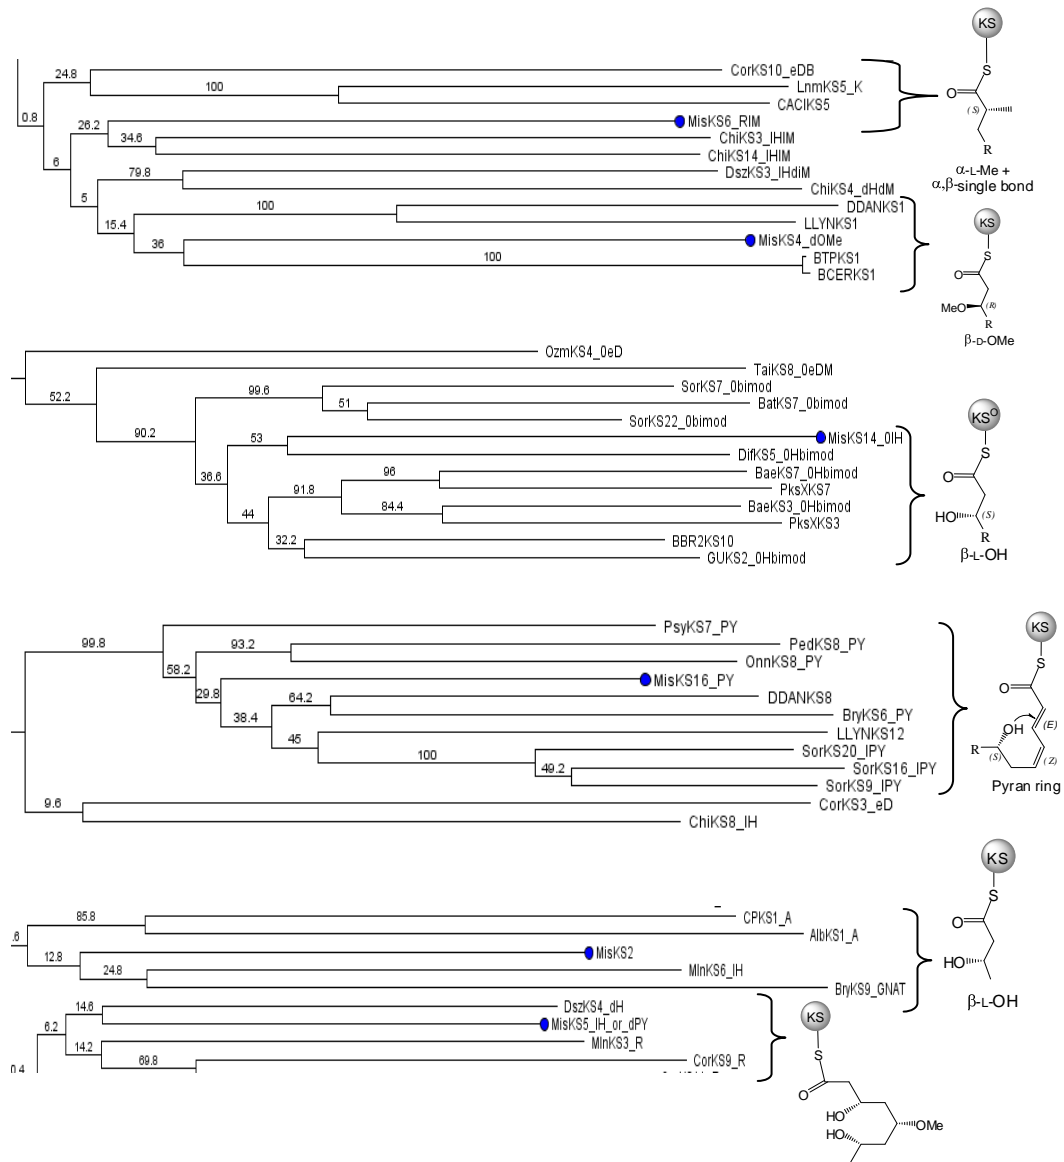 KS
S
O
(S)
R
α-L-Me +
α,β-single bond
24.8
CorKS10_eDB
100
LnmKS5_K
CACIKS5
0.8
26.2
MisKS6_RIM
34.6
ChiKS3_IHIM
ChiKS14_IHIM
6
79.8
DszKS3_IHdiM
ChiKS4_dHdM
5
100
DDANKS1
LLYNKS1
15.4
36
MisKS4_dOMe
100
BTPKS1
BCERKS1
KS
S
O
MeO
(R)
R
β-D-OMe
OzmKS4_0eD
52.2
TaiKS8_0eDM
99.6
SorKS7_0bimod
51
BatKS7_0bimod
SorKS22_0bimod
90.2
53
MisKS14_0IH
DifKS5_0Hbimod
36.6
96
BaeKS7_0Hbimod
PksXKS7
91.8
84.4
BaeKS3_0Hbimod
PksXKS3
44
32.2
BBR2KS10
GUKS2_0Hbimod
KSO
S
O
HO
(S)
R
β-L-OH
99.8
PsyKS7_PY
93.2
PedKS8_PY
OnnKS8_PY
58.2
29.8
MisKS16_PY
64.2
DDANKS8
BryKS6_PY
38.4
45
LLYNKS12
100
SorKS20_IPY
49.2
SorKS16_IPY
SorKS9_IPY
9.6
CorKS3_eD
ChiKS8_IH
KS
S
O
OH
(E)
R
(S)
(Z)
Pyran ring
85.8
CPKS1_A
AlbKS1_A
.6
12.8
MisKS2
24.8
MlnKS6_IH
BryKS9_GNAT
KS
S
O
HO
β-L-OH
14.6
DszKS4_dH
MisKS5_IH_or_dPY
6.2
14.2
MlnKS3_R
69.8
CorKS9_R
0.4
KS
S
O
HO
HO
OMe